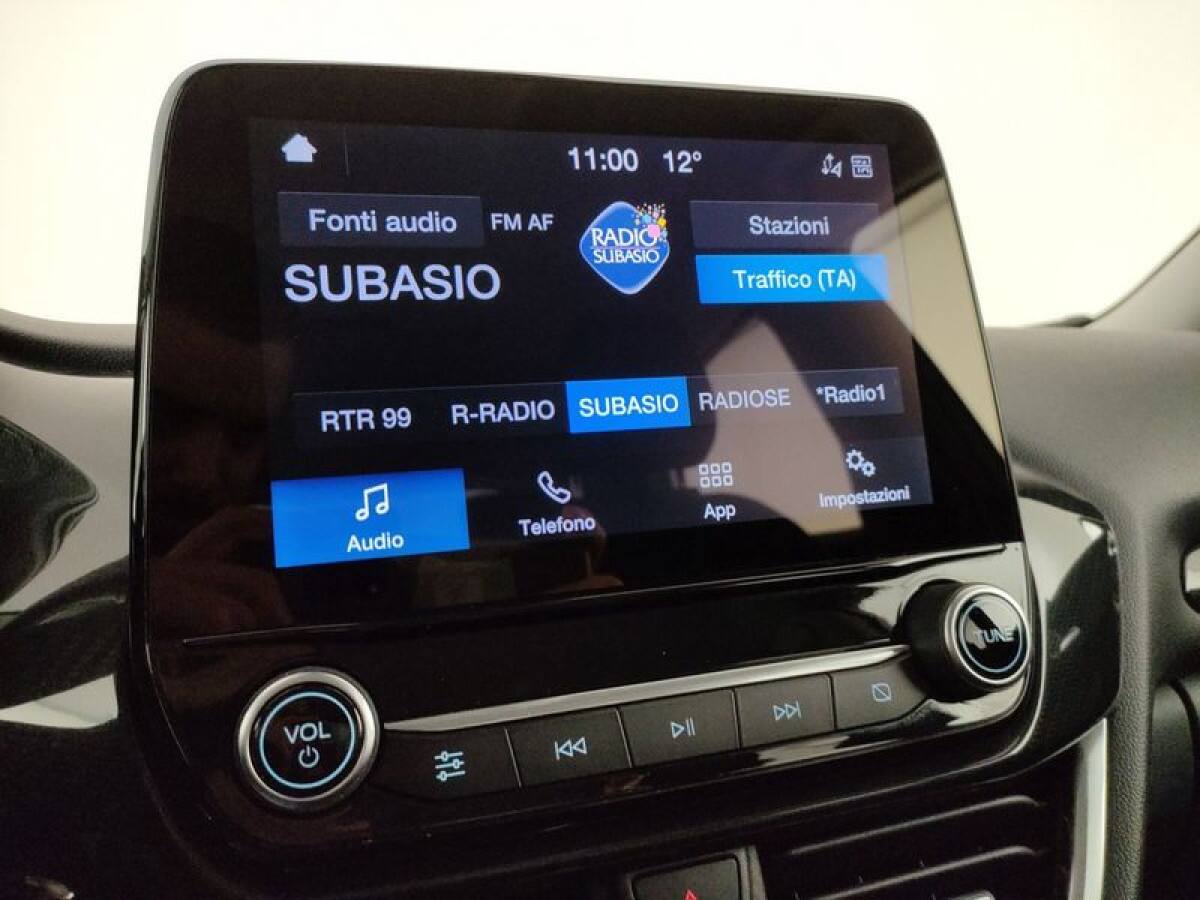 11:00 12°
Fonti audio FM AF
RADIO
SUBASIO
Stazioni
SUBASIO
Traffico (TA)
RTR 99 R-RADIO SUBASIO RADIOSE *Radio1
Audio Telefono App Impostazioni
TUNE
VOL